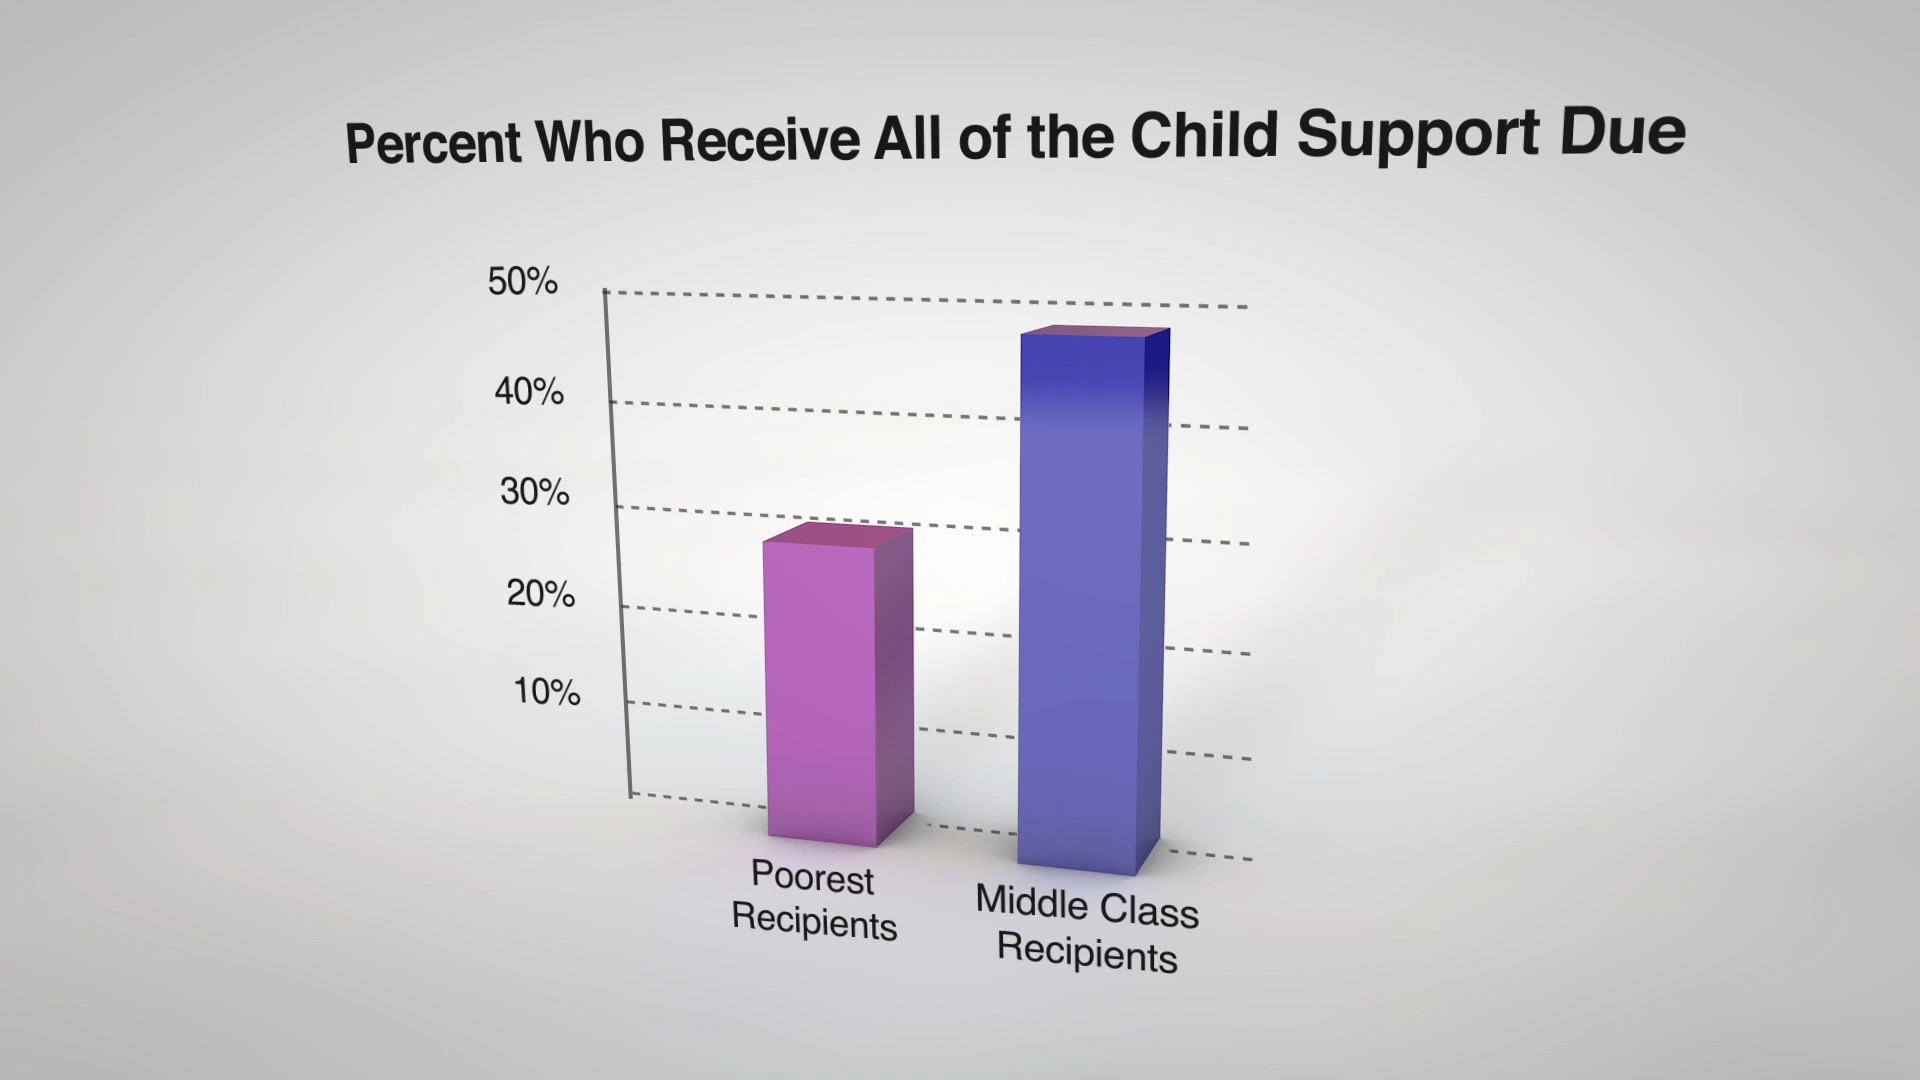 Percent Who Receive All of the Child Support Due
50%
40%
30%
20%
10%
Poorest
Recipients
Middle Class
Recipients